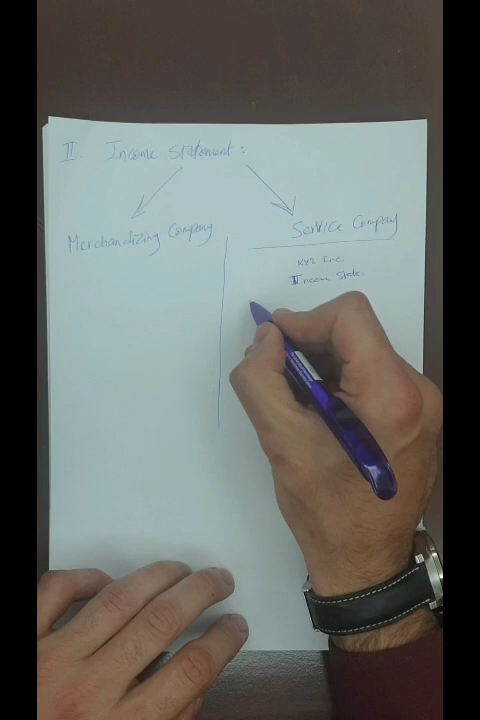 II. Income Statement :
Merchandizing Company
Service Company
XYZ Inc.
Income State.